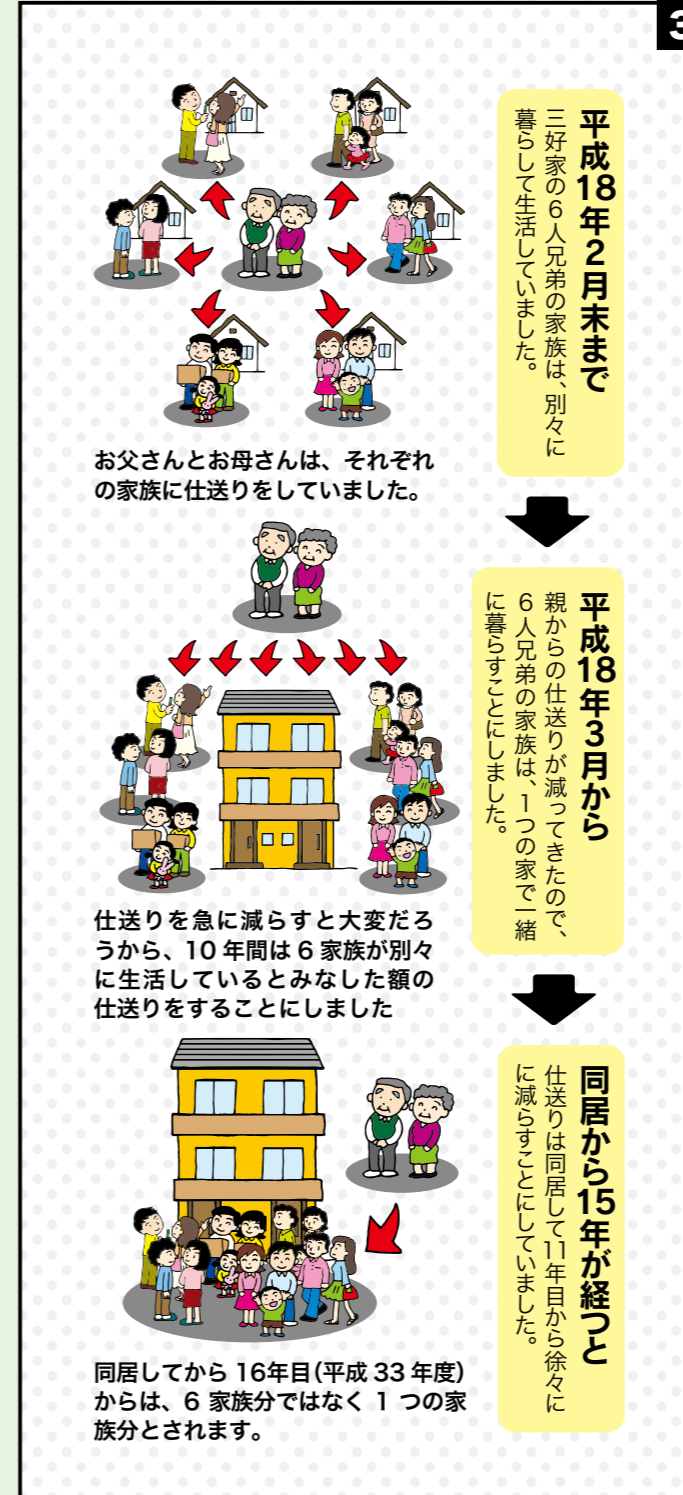 3
平成18年2月末まで
三好家の6人兄弟の家族は、別々に
暮らして生活していました。
お父さんとお母さんは、それぞれ
の家族に仕送りをしていました。
平成18年3月から
親からの仕送りが減ってきたので、
6人兄弟の家族は、1つの家で一緒
に暮らすことにしました。
仕送りを急に減らすと大変だろ
うから、10年間は6家族が別々
に生活しているとみなした額の
仕送りをすることにしました
同居から15年が経つと
仕送りは同居して11年目から徐々に
に減らすことにしていました。
同居してから16年目(平成33年度)
からは、6家族分ではなく1つの家
族分とされます。